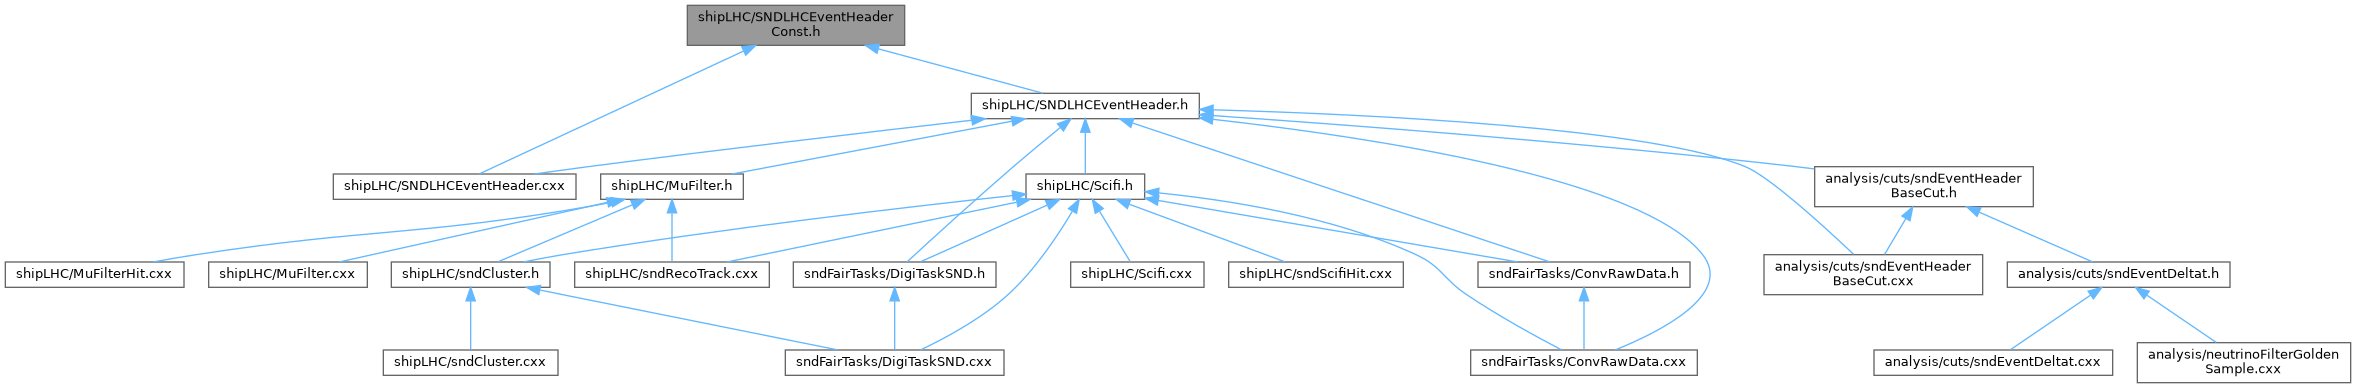 shipLHC/SNDLHCEventHeader
Const.h
shipLHC/SNDLHCEventHeader.h
shipLHC/SNDLHCEventHeader.cxx
shipLHC/MuFilter.h
shipLHC/Scifi.h
analysis/cuts/sndEventHeader
BaseCut.h
shipLHC/MuFilterHit.cxx
shipLHC/MuFilter.cxx
shipLHC/sndCluster.h
shipLHC/sndRecoTrack.cxx
sndFairTasks/DigiTaskSND.h
shipLHC/Scifi.cxx
shipLHC/sndScifiHit.cxx
sndFairTasks/ConvRawData.h
analysis/cuts/sndEventHeader
BaseCut.cxx
analysis/cuts/sndEventDeltat.h
shipLHC/sndCluster.cxx
sndFairTasks/DigiTaskSND.cxx
sndFairTasks/ConvRawData.cxx
analysis/cuts/sndEventDeltat.cxx
analysis/neutrinoFilterGolden
Sample.cxx